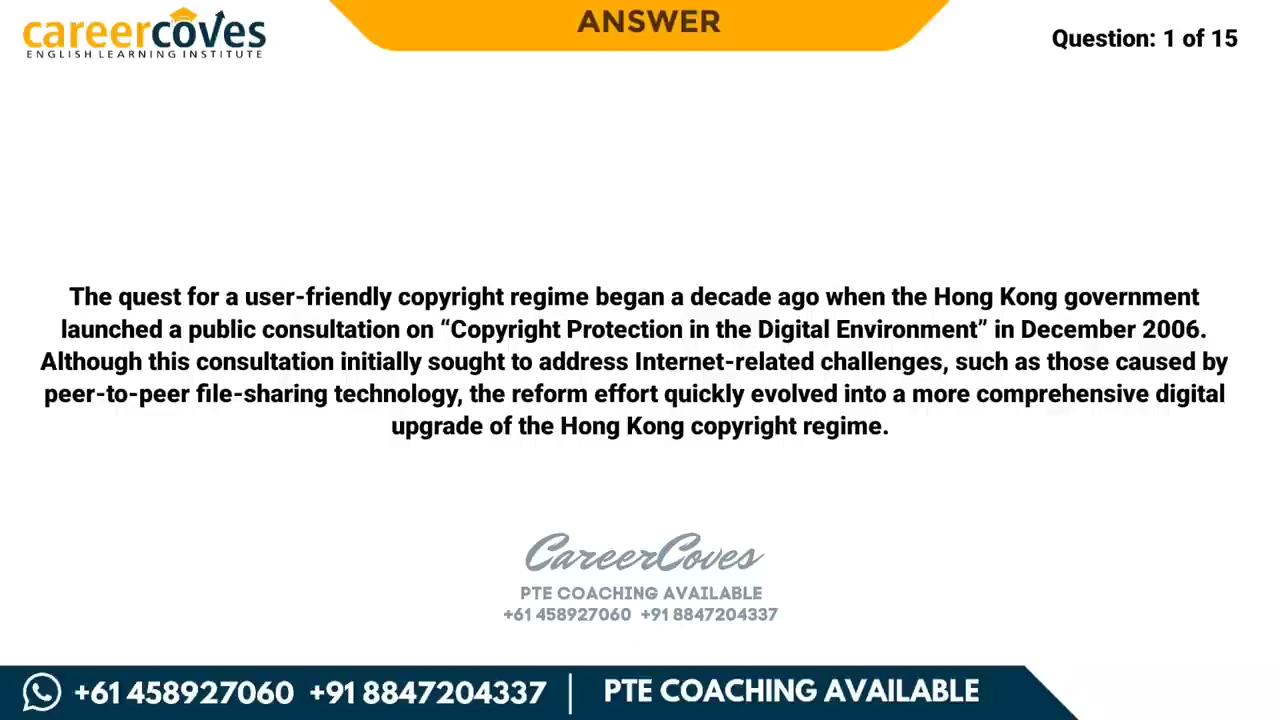 careercoves
ENGLISH LEARNING INSTITUTE
ANSWER
Question: 1 of 15
The quest for a user-friendly copyright regime began a decade ago when the Hong Kong government
launched a public consultation on “Copyright Protection in the Digital Environment” in December 2006.
Although this consultation initially sought to address Internet-related challenges, such as those caused by
peer-to-peer file-sharing technology, the reform effort quickly evolved into a more comprehensive digital
upgrade of the Hong Kong copyright regime.
CareerCoves
PTE COACHING AVAILABLE
+61 458927060 +91 8847204337
+61 458927060 +91 8847204337 | PTE COACHING AVAILABLE